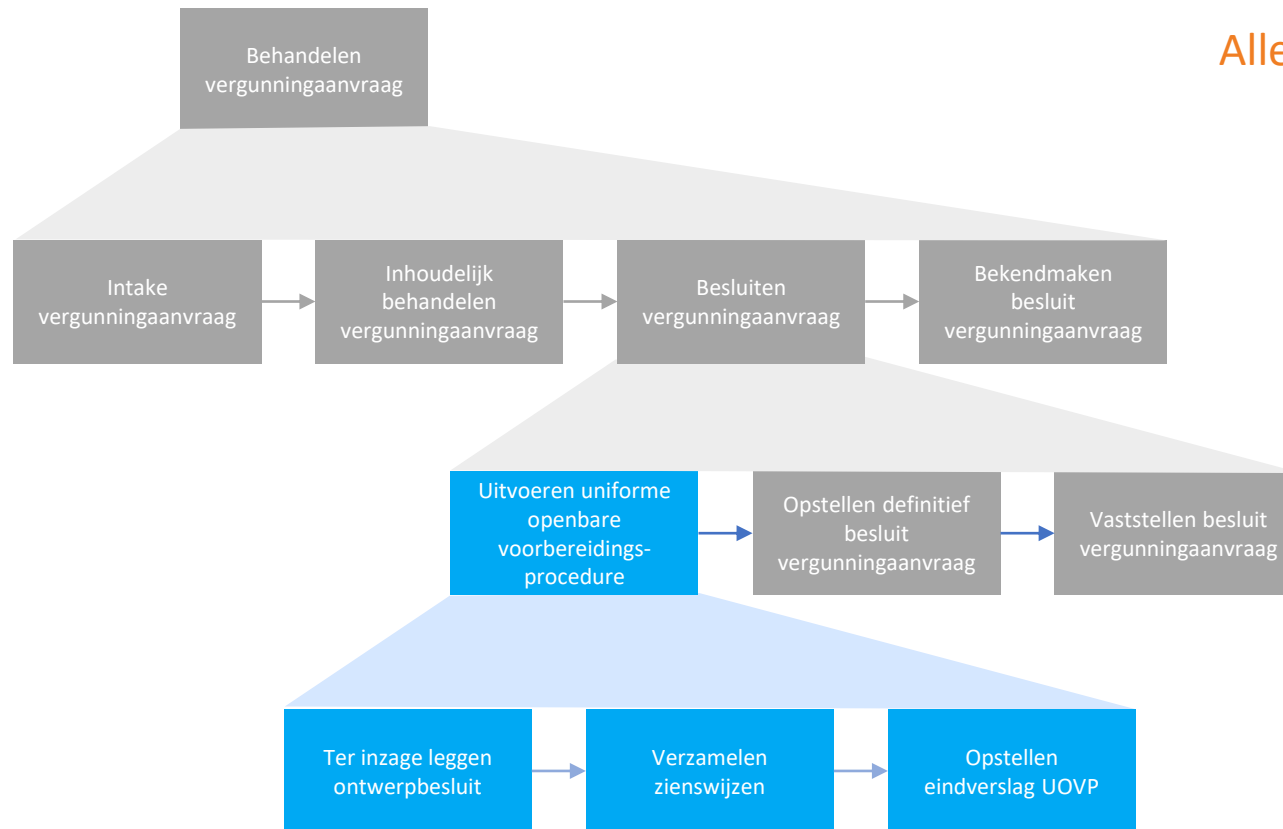 Behandelen
vergunningaanvraag
Alle
Intake
vergunningaanvraag
Inhoudelijk
behandelen
vergunningaanvraag
Besluiten
vergunningaanvraag
Bekendmaken
besluit
vergunningaanvraag
Uitvoeren uniforme
openbare
voorbereidings-
procedure
Opstellen definitief
besluit
vergunningaanvraag
Vaststellen besluit
vergunningaanvraag
Ter inzage leggen
ontwerpbesluit
Verzamelen
zienswijzen
Opstellen
eindverslag UOVP